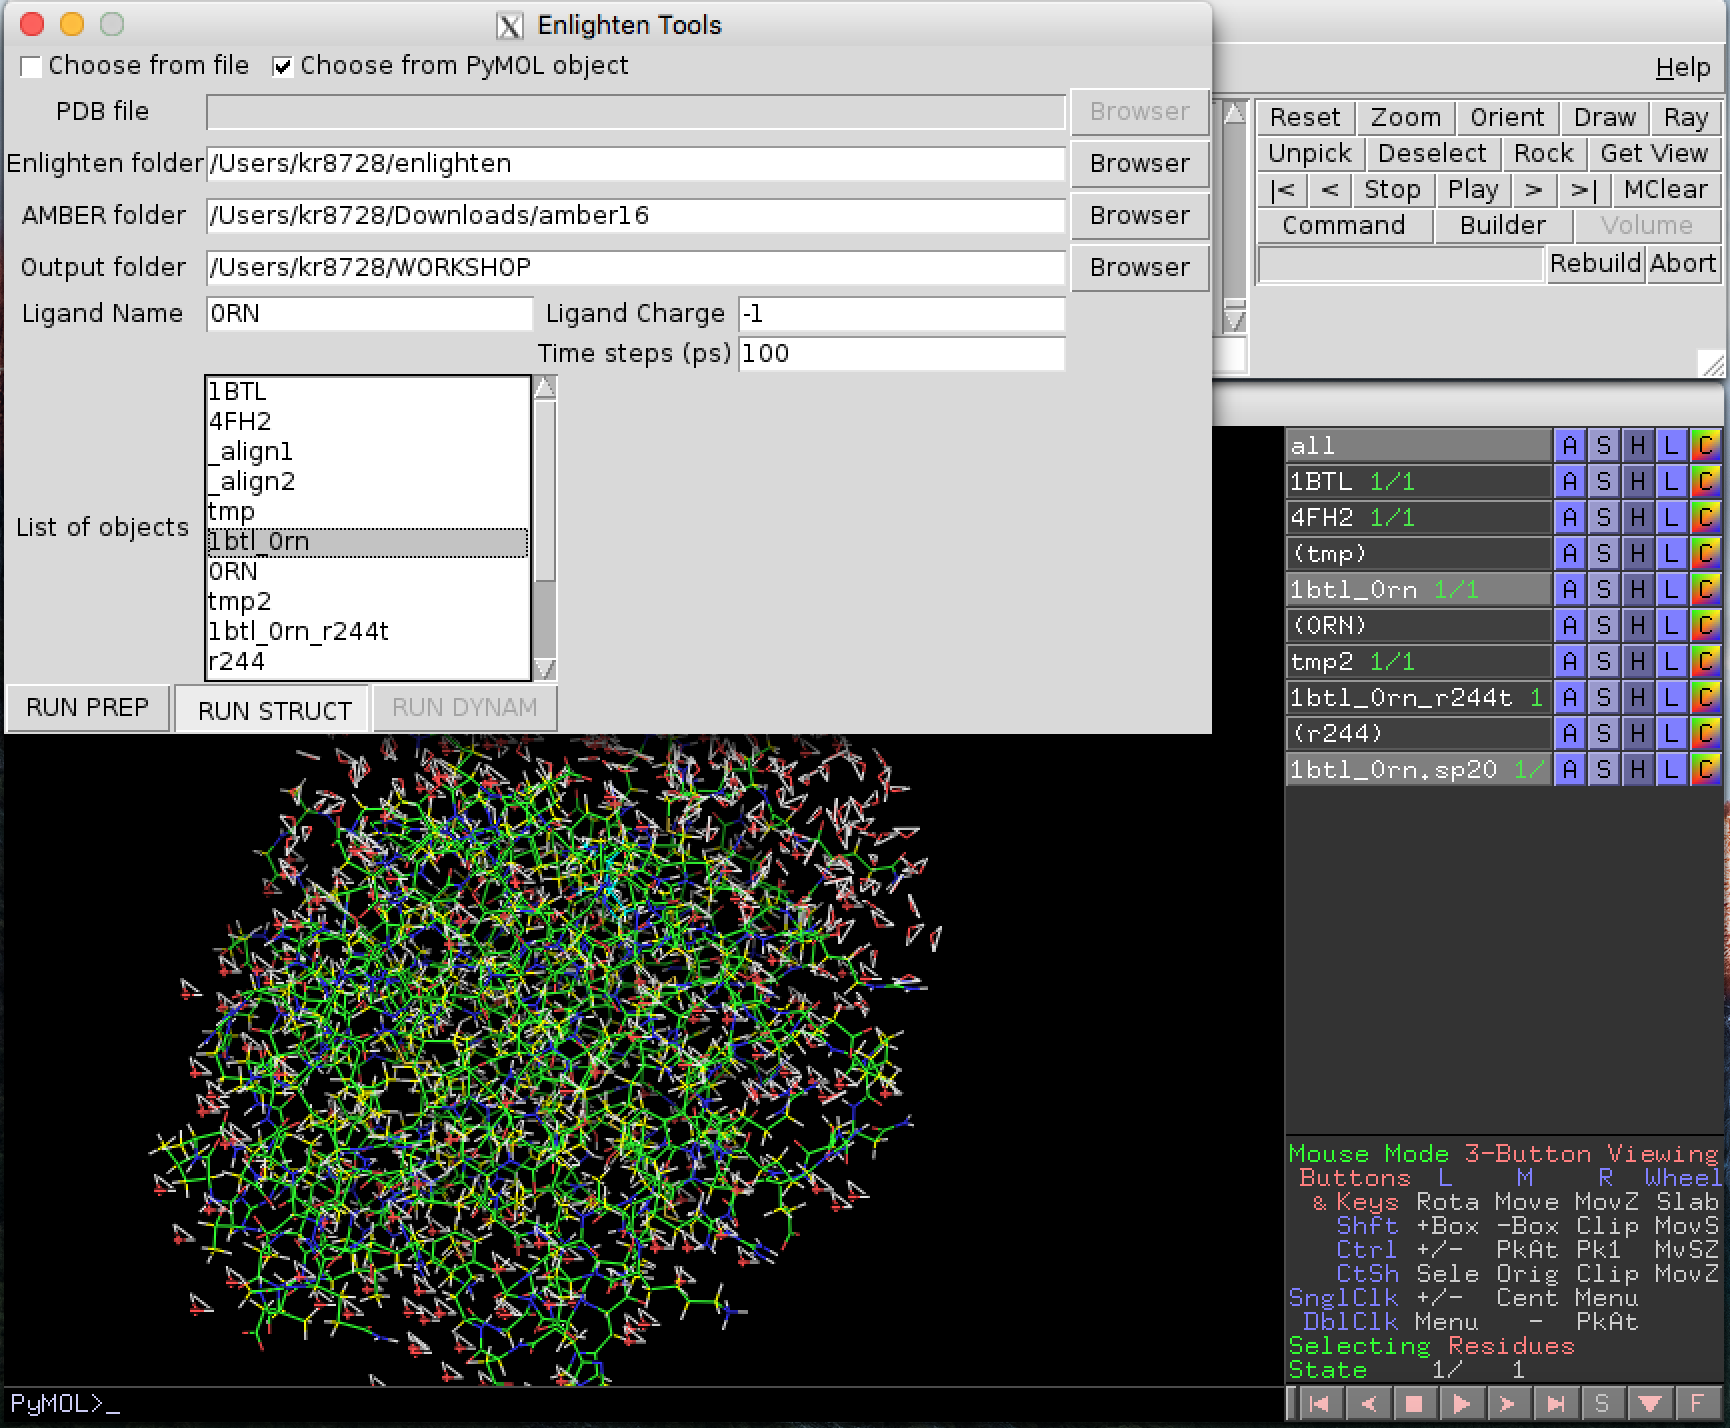 Enlighten Tools
Choose from file Choose from PyMOL object
PDB file Browser
Enlighten folder /Users/kr8728/enlighten Browser
AMBER folder /Users/kr8728/Downloads/amber16 Browser
Output folder /Users/kr8728/WORKSHOP Browser
Ligand Name 0RN Ligand Charge -1
Time steps (ps) 100
List of objects
1BTL
4FH2
_align1
_align2
tmp
1btl_0rn
0RN
tmp2
1btl_0rn_r244t
r244
RUN PREP RUN STRUCT RUN DYNAM
Help
Reset Zoom Orient Draw Ray
Unpick Deselect Rock Get View
|< < Stop Play > >| MClear
Command Builder Volume
Rebuild Abort
all A S H L C
1BTL 1/1 A S H L C
4FH2 1/1 A S H L C
(tmp) A S H L C
1btl_0rn 1/1 A S H L C
(0RN) A S H L C
tmp2 1/1 A S H L C
1btl_0rn_r244t 1 A S H L C
(r244) A S H L C
1btl_0rn.sp20 1/ A S H L C
Mouse Mode 3-Button Viewing
Buttons L M R Wheel
& Keys Rota Move MovZ Slab
Shft +Box -Box Clip MovS
Ctrl +/- PkAt Pk1 MvSZ
CtSh Sele Orig Clip MovZ
SnglClk +/- Cent Menu
DblClk Menu - PkAt
Selecting Residues
State 1/ 1
S F
PyMOL>_